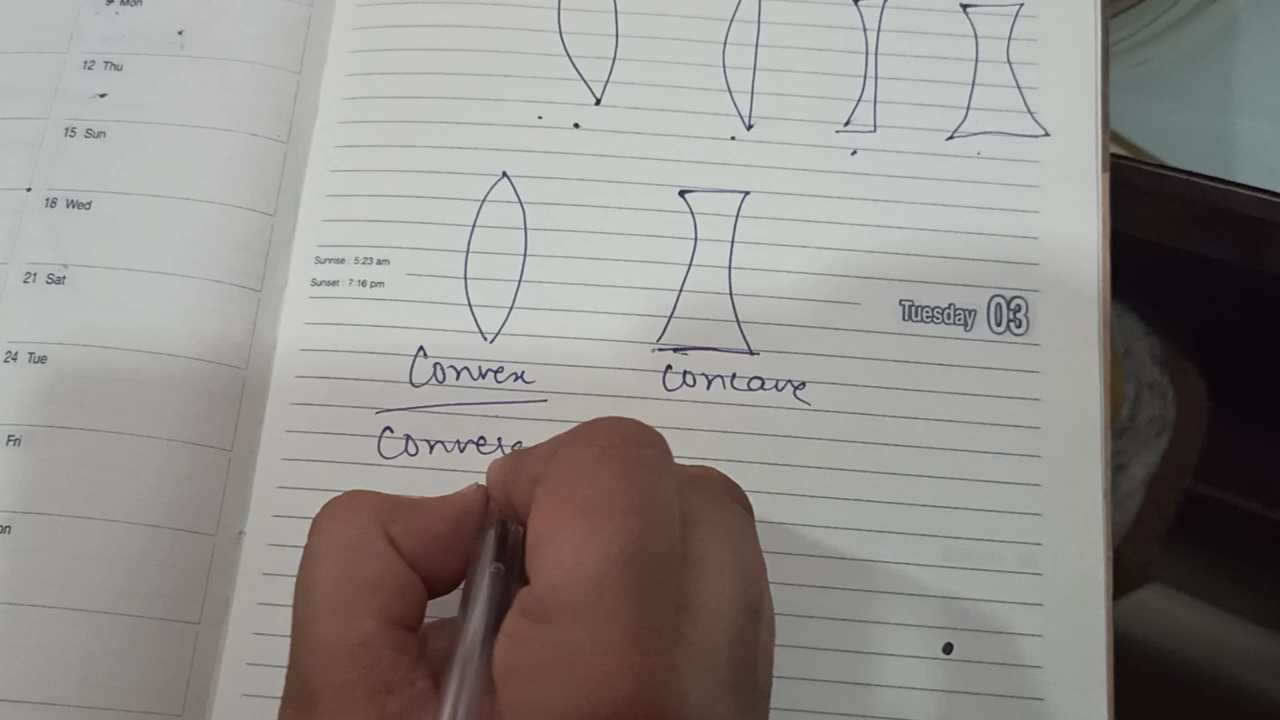 9 Mon
12 Thu
15 Sun
18 Wed
21 Sat
24 Tue
Fri
on
Sunrise : 5:23 am
Sunset : 7:16 pm
Tuesday 03
Convex
concave